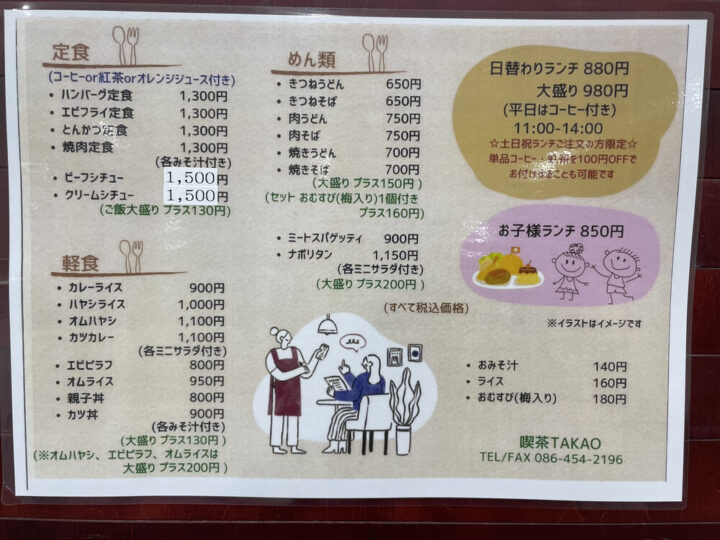 定食
(コーヒーor紅茶orオレンジジュース付き)
・ハンバーグ定食 1,300円
・エビフライ定食 1,300円
・とんかつ定食 1,300円
・焼肉定食 1,300円
(各みそ汁付き)
・ビーフシチュー 1,500円
・クリームシチュー 1,500円
(ご飯大盛り プラス130円)
軽食
・カレーライス 900円
・ハヤシライス 1,000円
・オムハヤシ 1,100円
・カツカレー 1,100円
(各ミニサラダ付き)
・エビピラフ 800円
・オムライス 950円
・親子丼 800円
・カツ丼 900円
(各みそ汁付き)
(大盛り プラス130円)
(※オムハヤシ、エビピラフ、オムライスは
大盛り プラス200円)
めん類
・きつねうどん 650円
・きつねそば 650円
・肉うどん 750円
・肉そば 750円
・焼きうどん 700円
・焼きそば 700円
(大盛り プラス150円)
(セット おむすび(梅入り)1個付き
プラス160円)
・ミートスパゲッティ 900円
・ナポリタン 1,150円
(各ミニサラダ付き)
(大盛り プラス200円)
(すべて税込価格)
日替わりランチ 880円
大盛り 980円
(平日はコーヒー付き)
11:00-14:00
☆土日祝ランチご注文の方限定☆
単品コーヒー・紅茶を100円OFFで
お付けすることも可能です
お子様ランチ 850円
※イラストはイメージです
・おみそ汁 140円
・ライス 160円
・おむすび(梅入り) 180円
喫茶TAKAO
TEL/FAX 086-454-2196